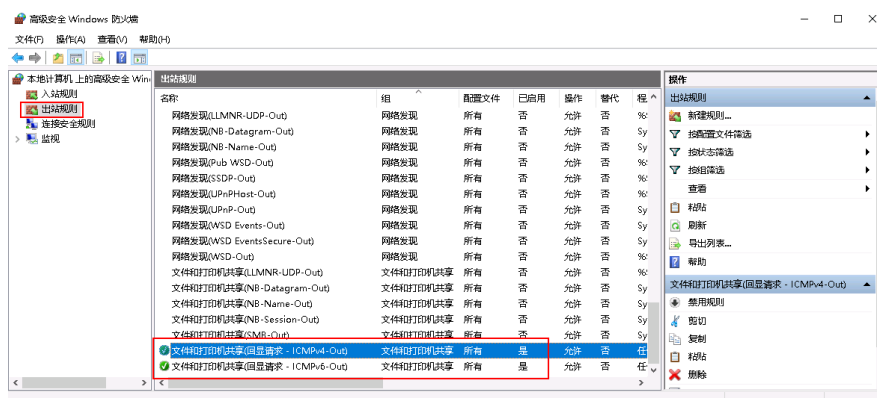 高级安全 Windows 防火墙
文件(F) 操作(A) 查看(V) 帮助(H)
本地计算机 上的高级安全 Win
入站规则
出站规则
连接安全规则
监视
出站规则
名称 组 配置文件 已启用 操作 替代 程
网络发现(LLMNR-UDP-Out) 网络发现 所有 否 允许 否 %
网络发现(NB-Datagram-Out) 网络发现 所有 否 允许 否 Sy
网络发现(NB-Name-Out) 网络发现 所有 否 允许 否 Sy
网络发现(Pub WSD-Out) 网络发现 所有 否 允许 否 %
网络发现(SSDP-Out) 网络发现 所有 否 允许 否 %
网络发现(UPnPHost-Out) 网络发现 所有 否 允许 否 %
网络发现(UPnP-Out) 网络发现 所有 否 允许 否 Sy
网络发现(WSD Events-Out) 网络发现 所有 否 允许 否 Sy
网络发现(WSD EventsSecure-Out) 网络发现 所有 否 允许 否 Sy
网络发现(WSD-Out) 网络发现 所有 否 允许 否 %
文件和打印机共享(LLMNR-UDP-Out) 文件和打印机共享 所有 否 允许 否 %
文件和打印机共享(NB-Datagram-Out) 文件和打印机共享 所有 否 允许 否 Sy
文件和打印机共享(NB-Name-Out) 文件和打印机共享 所有 否 允许 否 Sy
文件和打印机共享(NB-Session-Out) 文件和打印机共享 所有 否 允许 否 Sy
文件和打印机共享(SMB-Out) 文件和打印机共享 所有 否 允许 否 Sy
文件和打印机共享(回显请求 - ICMPv4-Out) 文件和打印机共享 所有 是 允许 否 任
文件和打印机共享(回显请求 - ICMPv6-Out) 文件和打印机共享 所有 是 允许 否 任
操作
出站规则
新建规则...
按配置文件筛选
按状态筛选
按组筛选
查看
粘贴
刷新
导出列表...
帮助
文件和打印机共享(回显请求 - ICMPv4-Out)
禁用规则
剪切
复制
粘贴
删除